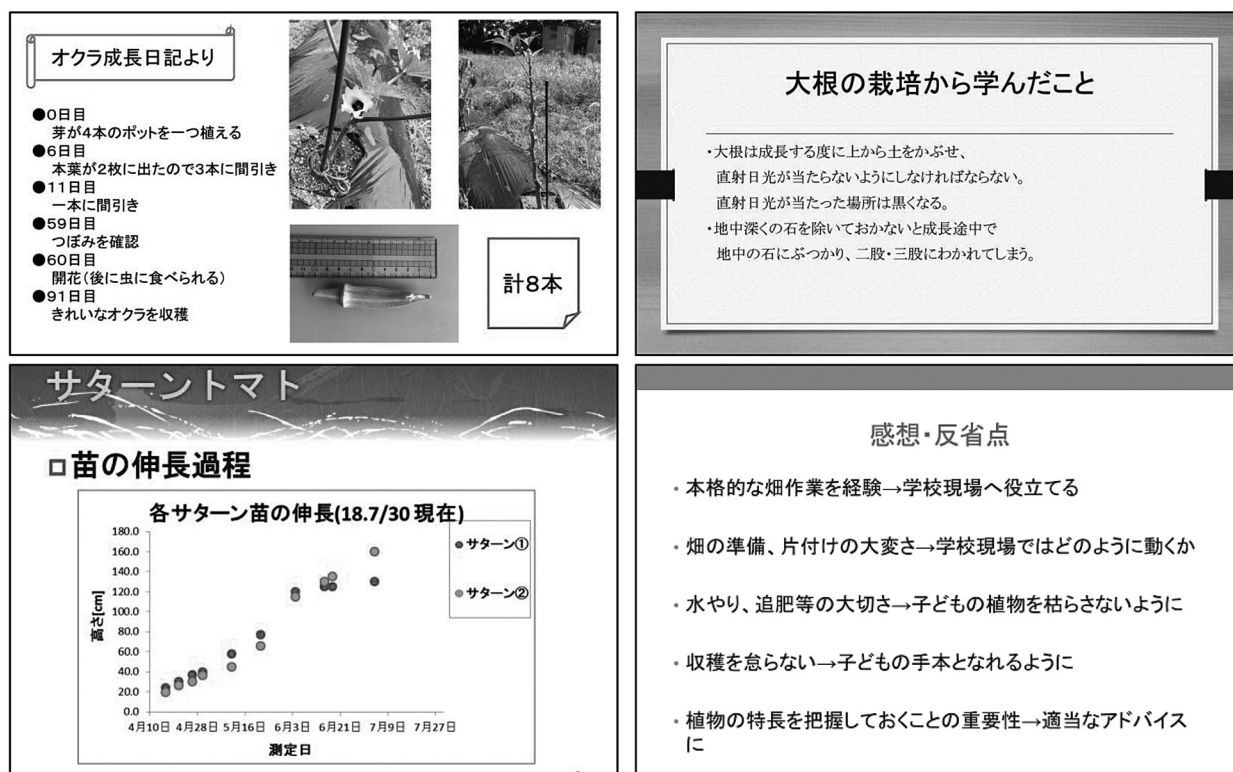 オクラ成長日記より
●0日目
芽が4本のポットを一つ植える
●6日目
本葉が2枚に出たので3本に間引き
●11日目
一本に間引き
●59日目
つぼみを確認
●60日目
開花(後に虫に食べられる)
●91日目
きれいなオクラを収穫
計8本
大根の栽培から学んだこと
・大根は成長する度に上から土をかぶせ、
直射日光が当たらないようにしなければならない。
直射日光が当たった場所は黒くなる。
・地中深くの石を除いておかないと成長途中で
地中の石にぶつかり、二股・三股にわかれてしまう。
サターントマト
苗の伸長過程
各サターン苗の伸長(18.7/30 現在)
180.0
160.0
140.0
120.0
100.0
80.0
60.0
40.0
20.0
0.0
高さ[cm]
4月10日 4月28日 5月16日 6月3日 6月21日 7月9日 7月27日
測定日
サターン①
サターン②
感想・反省点
・本格的な畑作業を経験→学校現場へ役立てる
・畑の準備、片付けの大変さ→学校現場ではどのように動くか
・水やり、追肥等の大切さ→子どもの植物を枯らさないように
・収穫を怠らない→子どもの手本となれるように
・植物の特長を把握しておくことの重要性→適当なアドバイス
に